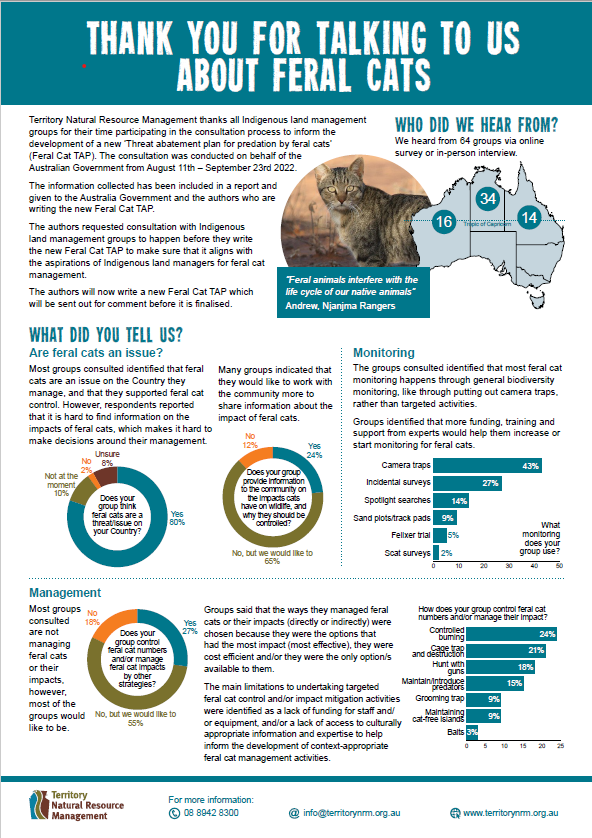 THANK YOU FOR TALKING TO US
ABOUT FERAL CATS
Territory Natural Resource Management thanks all Indigenous land management
groups for their time participating in the consultation process to inform the
development of a new 'Threat abatement plan for predation by feral cats'
(Feral Cat TAP). The consultation was conducted on behalf of the
Australian Government from August 11th – September 23rd 2022.
The information collected has been included in a report and
given to the Australia Government and the authors who are
writing the new Feral Cat TAP.
The authors requested consultation with Indigenous
land management groups to happen before they write
the new Feral Cat TAP to make sure that it aligns with
the aspirations of Indigenous land managers for feral cat
management.
The authors will now write a new Feral Cat TAP which
will be sent out for comment before it is finalised.
WHO DID WE HEAR FROM?
We heard from 64 groups via online
survey or in-person interview.
34
16
14
Tropic of Capricorn
"Feral animals interfere with the
life cycle of our native animals"
Andrew, Njanjma Rangers
WHAT DID YOU TELL US?
Are feral cats an issue?
Most groups consulted identified that feral
cats are an issue on the Country they
manage, and that they supported feral cat
control. However, respondents reported
that it is hard to find information on the
impacts of feral cats, which makes it hard to
make decisions around their management.
Unsure
8%
No
2%
Not at the
moment
10%
Does your
group think
feral cats are a
threat/issue on
your Country?
Yes
80%
Many groups indicated that
they would like to work with
the community more to
share information about the
impact of feral cats.
No
12%
Yes
24%
Does your group
provide information
to the community on
the impacts cats
have on wildlife, and
why they should be
controlled?
No, but we would like to
65%
Monitoring
The groups consulted identified that most feral cat
monitoring happens through general biodiversity
monitoring, like through putting out camera traps,
rather than targeted activities.
Groups identified that more funding, training and
support from experts would help them increase or
start monitoring for feral cats.
Camera traps 43%
Incidental surveys 27%
Spotlight searches 14%
Sand plots/track pads 9%
Felixer trial 5%
Scat surveys 2%
What
monitoring
does your
group use?
0 10 20 30 40 50
Management
Most groups
consulted
are not
managing
feral cats
or their
impacts,
however,
most of the
groups would
like to be.
No
18%
Yes
27%
Does your
group control
feral cat numbers
and/or manage
feral cat impacts
by other
strategies?
No, but we would like to
55%
Groups said that the ways they managed feral
cats or their impacts (directly or indirectly) were
chosen because they were the options that
had the most impact (most effective), they were
cost efficient and/or they were the only option/s
available to them.
The main limitations to undertaking targeted
feral cat control and/or impact mitigation activities
were identified as a lack of funding for staff and/
or equipment, and/or a lack of access to culturally
appropriate information and expertise to help
inform the development of context-appropriate
feral cat management activities.
How does your group control feral cat
numbers and/or manage their impact?
Controlled
burning 24%
Cage trap
and destruction 21%
Hunt with
guns 18%
Maintain/introduce
predators 15%
Grooming trap 9%
Maintaining
cat-free islands 9%
Baits 3%
0 5 10 15 20 25
Territory
Natural Resource
Management
For more information:
08 8942 8300
info@territorynrm.org.au
www.territorynrm.org.au